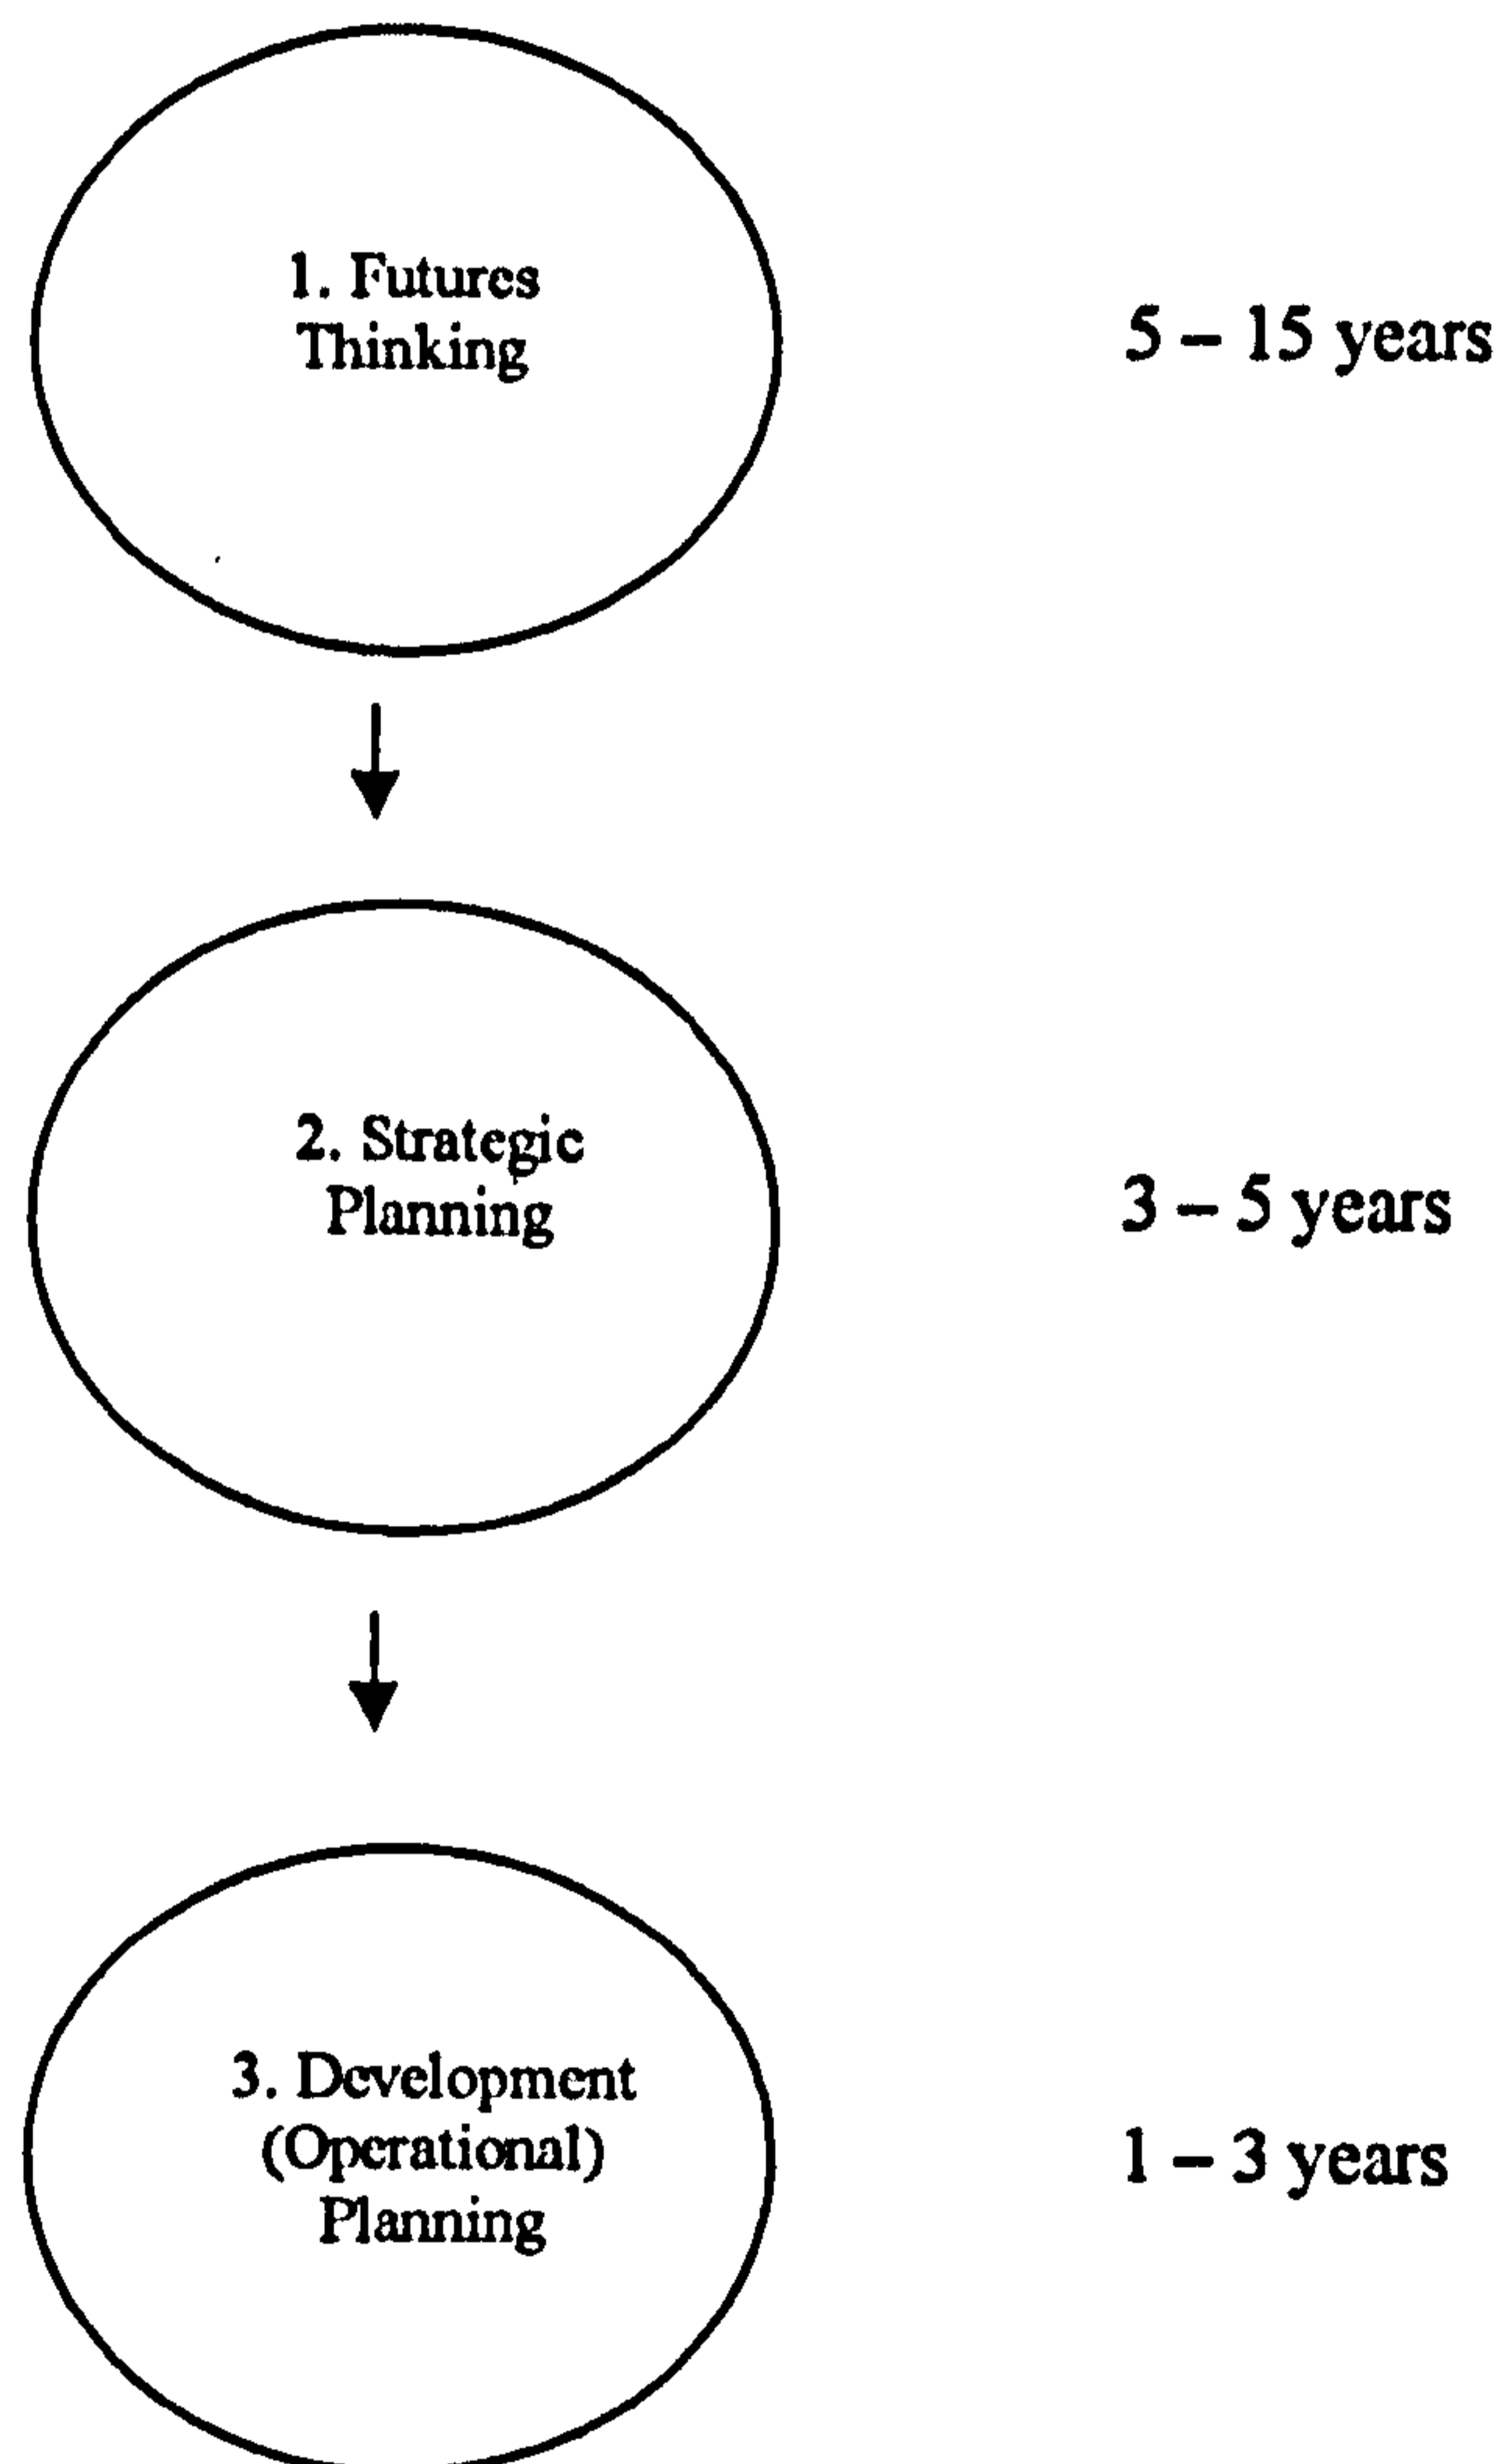 1. Futures
Thinking
5 – 15 years
2. Strategic
Planning
3 – 5 years
3. Development
(Operational)
Planning
1 – 3 years